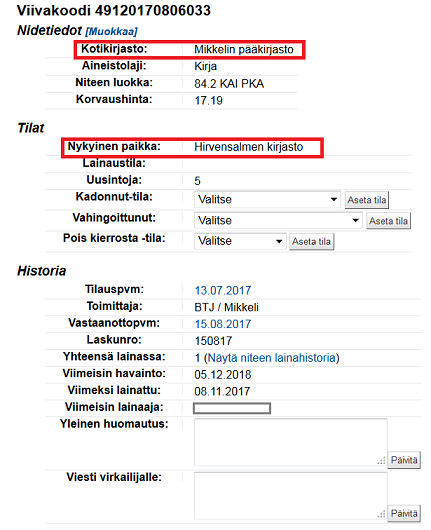 Viivakoodi 49120170806033
Nidetiedot [Muokkaa]
Kotikirjasto: Mikkelin pääkirjasto
Aineistolaji: Kirja
Niteen luokka: 84.2 KAI PKA
Korvaushinta: 17.19
Tilat
Nykyinen paikka: Hirvensalmen kirjasto
Lainaustila:
Uusintoja: 5
Kadonnut-tila: Valitse Aseta tila
Vahingoittunut: Valitse Aseta tila
Pois kierrosta -tila: Valitse Aseta tila
Historia
Tilauspvm: 13.07.2017
Toimittaja: BTJ / Mikkeli
Vastaanottopvm: 15.08.2017
Laskunro: 150817
Yhteensä lainassa: 1 (Näytä niteen lainahistoria)
Viimeisin havainto: 05.12.2018
Viimeksi lainattu: 08.11.2017
Viimeisin lainaaja:
Yleinen huomautus: Päivitä
Viesti virkailijalle: Päivitä